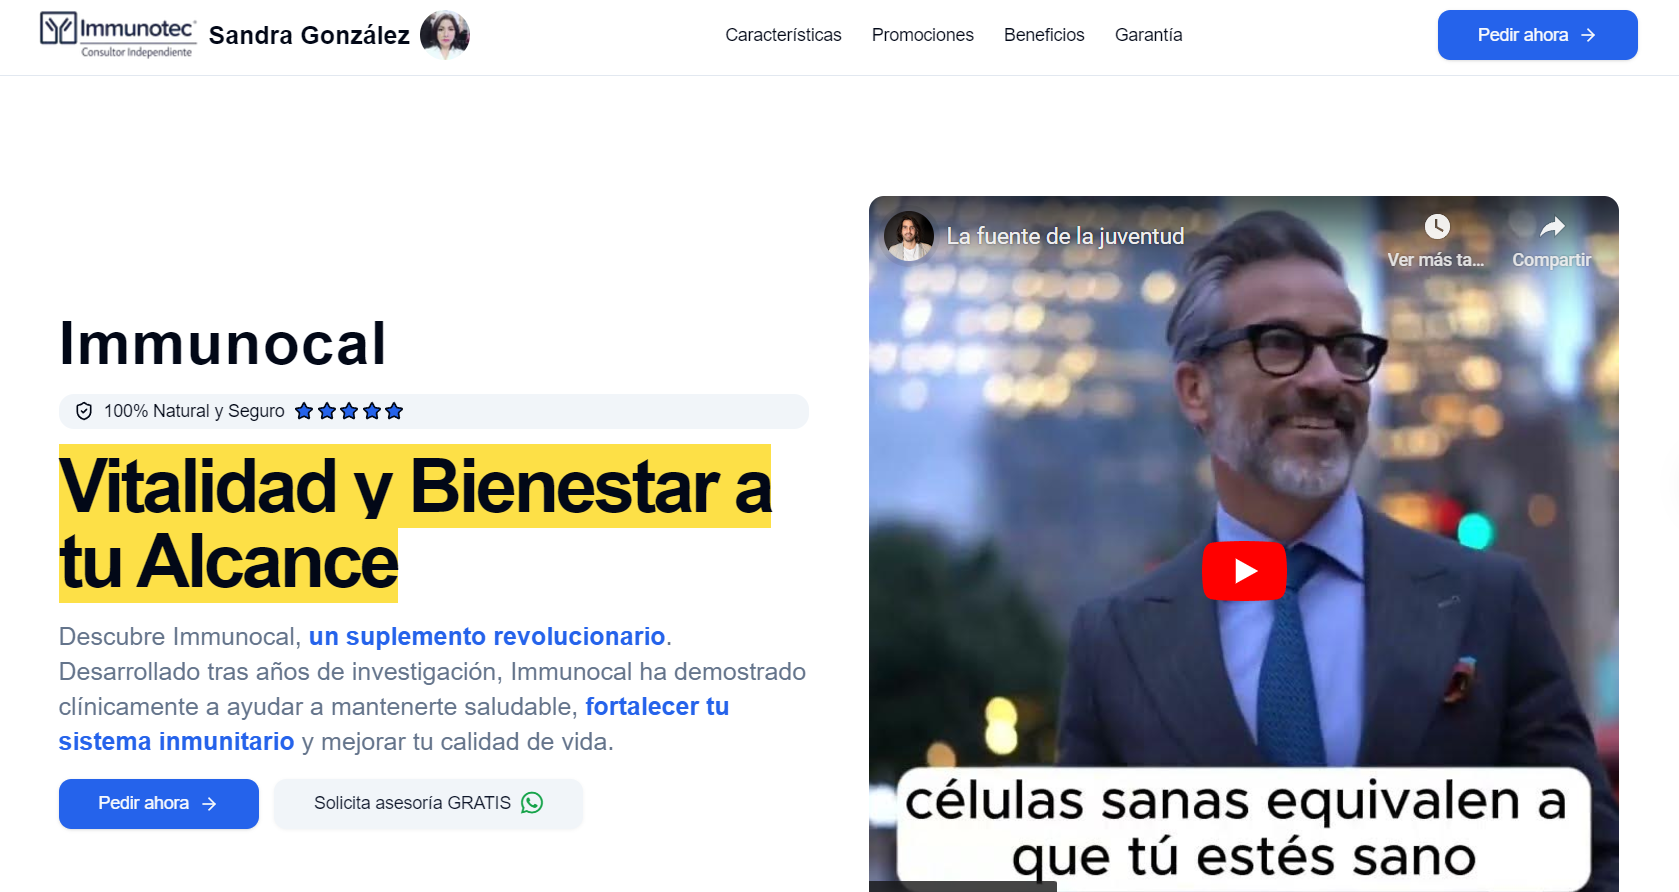 Immunotec
Consultor Independiente
Sandra González
Características
Promociones
Beneficios
Garantía
Pedir ahora
Immunocal
100% Natural y Seguro
Vitalidad y Bienestar a
tu Alcance
Descubre Immunocal, un suplemento revolucionario.
Desarrollado tras años de investigación, Immunocal ha demostrado
clínicamente a ayudar a mantenerte saludable, fortalecer tu
sistema inmunitario y mejorar tu calidad de vida.
Pedir ahora
Solicita asesoría GRATIS
La fuente de la juventud
Ver más ta...
Compartir
células sanas equivalen a
que tú estés sano